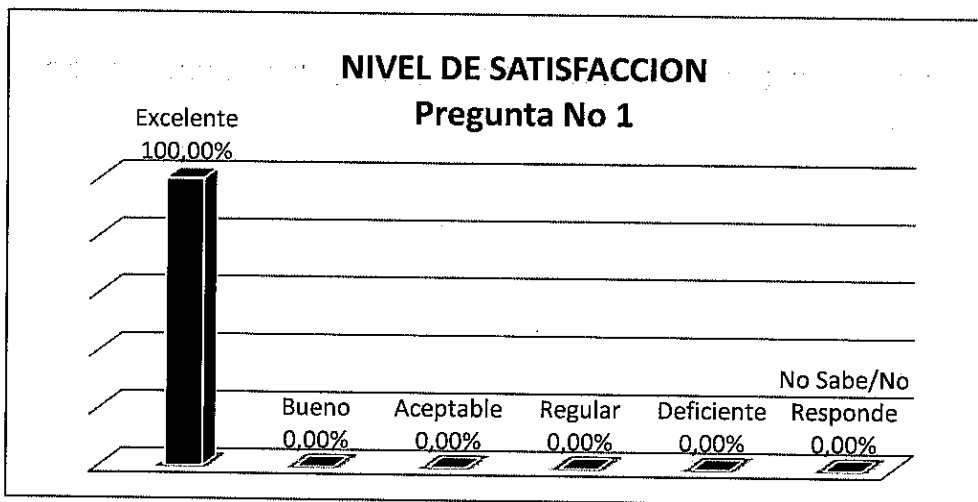 NIVEL DE SATISFACCION
Pregunta No 1
Excelente
100,00%
Bueno
0,00%
Aceptable
0,00%
Regular
0,00%
Deficiente
0,00%
No Sabe/No
Responde
0,00%